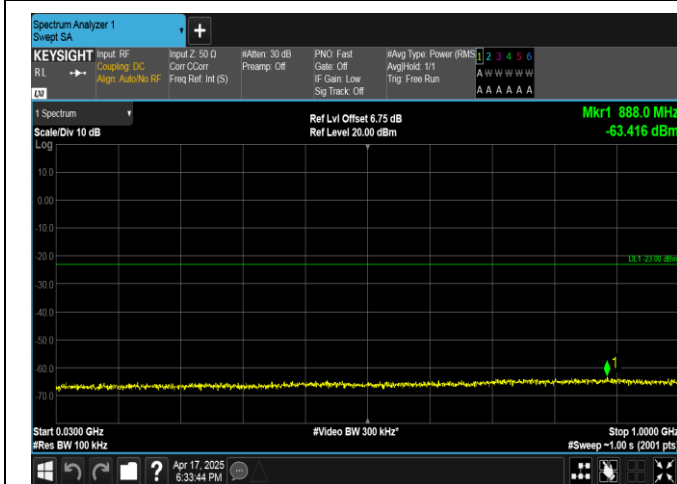 Spectrum Analyzer 1
Swept SA
+
KEYSIGHT
RL
LXI
Input: RF
Coupling: DC
Align: Auto/No RF
Input Z: 50 Ω
Corr CCorr
Freq Ref: Int (S)
#Atten: 30 dB
Preamp: Off
PNO: Fast
Gate: Off
IF Gain: Low
Sig Track: Off
#Avg Type: Power (RMS
Avg|Hold: 1/1
Trig: Free Run
1 2 3 4 5 6
A W W W W W
A A A A A A
1 Spectrum
Scale/Div 10 dB
Log
Ref Lvl Offset 6.75 dB
Ref Level 20.00 dBm
Mkr1 888.0 MHz
-63.416 dBm
10.0
0.00
-10.0
-20.0
DL1 -23.00 dBm
-30.0
-40.0
-50.0
-60.0
1
-70.0
Start 0.0300 GHz
#Res BW 100 kHz
#Video BW 300 kHz*
Stop 1.0000 GHz
#Sweep ~1.00 s (2001 pts)
?
Apr 17, 2025
6:33:44 PM